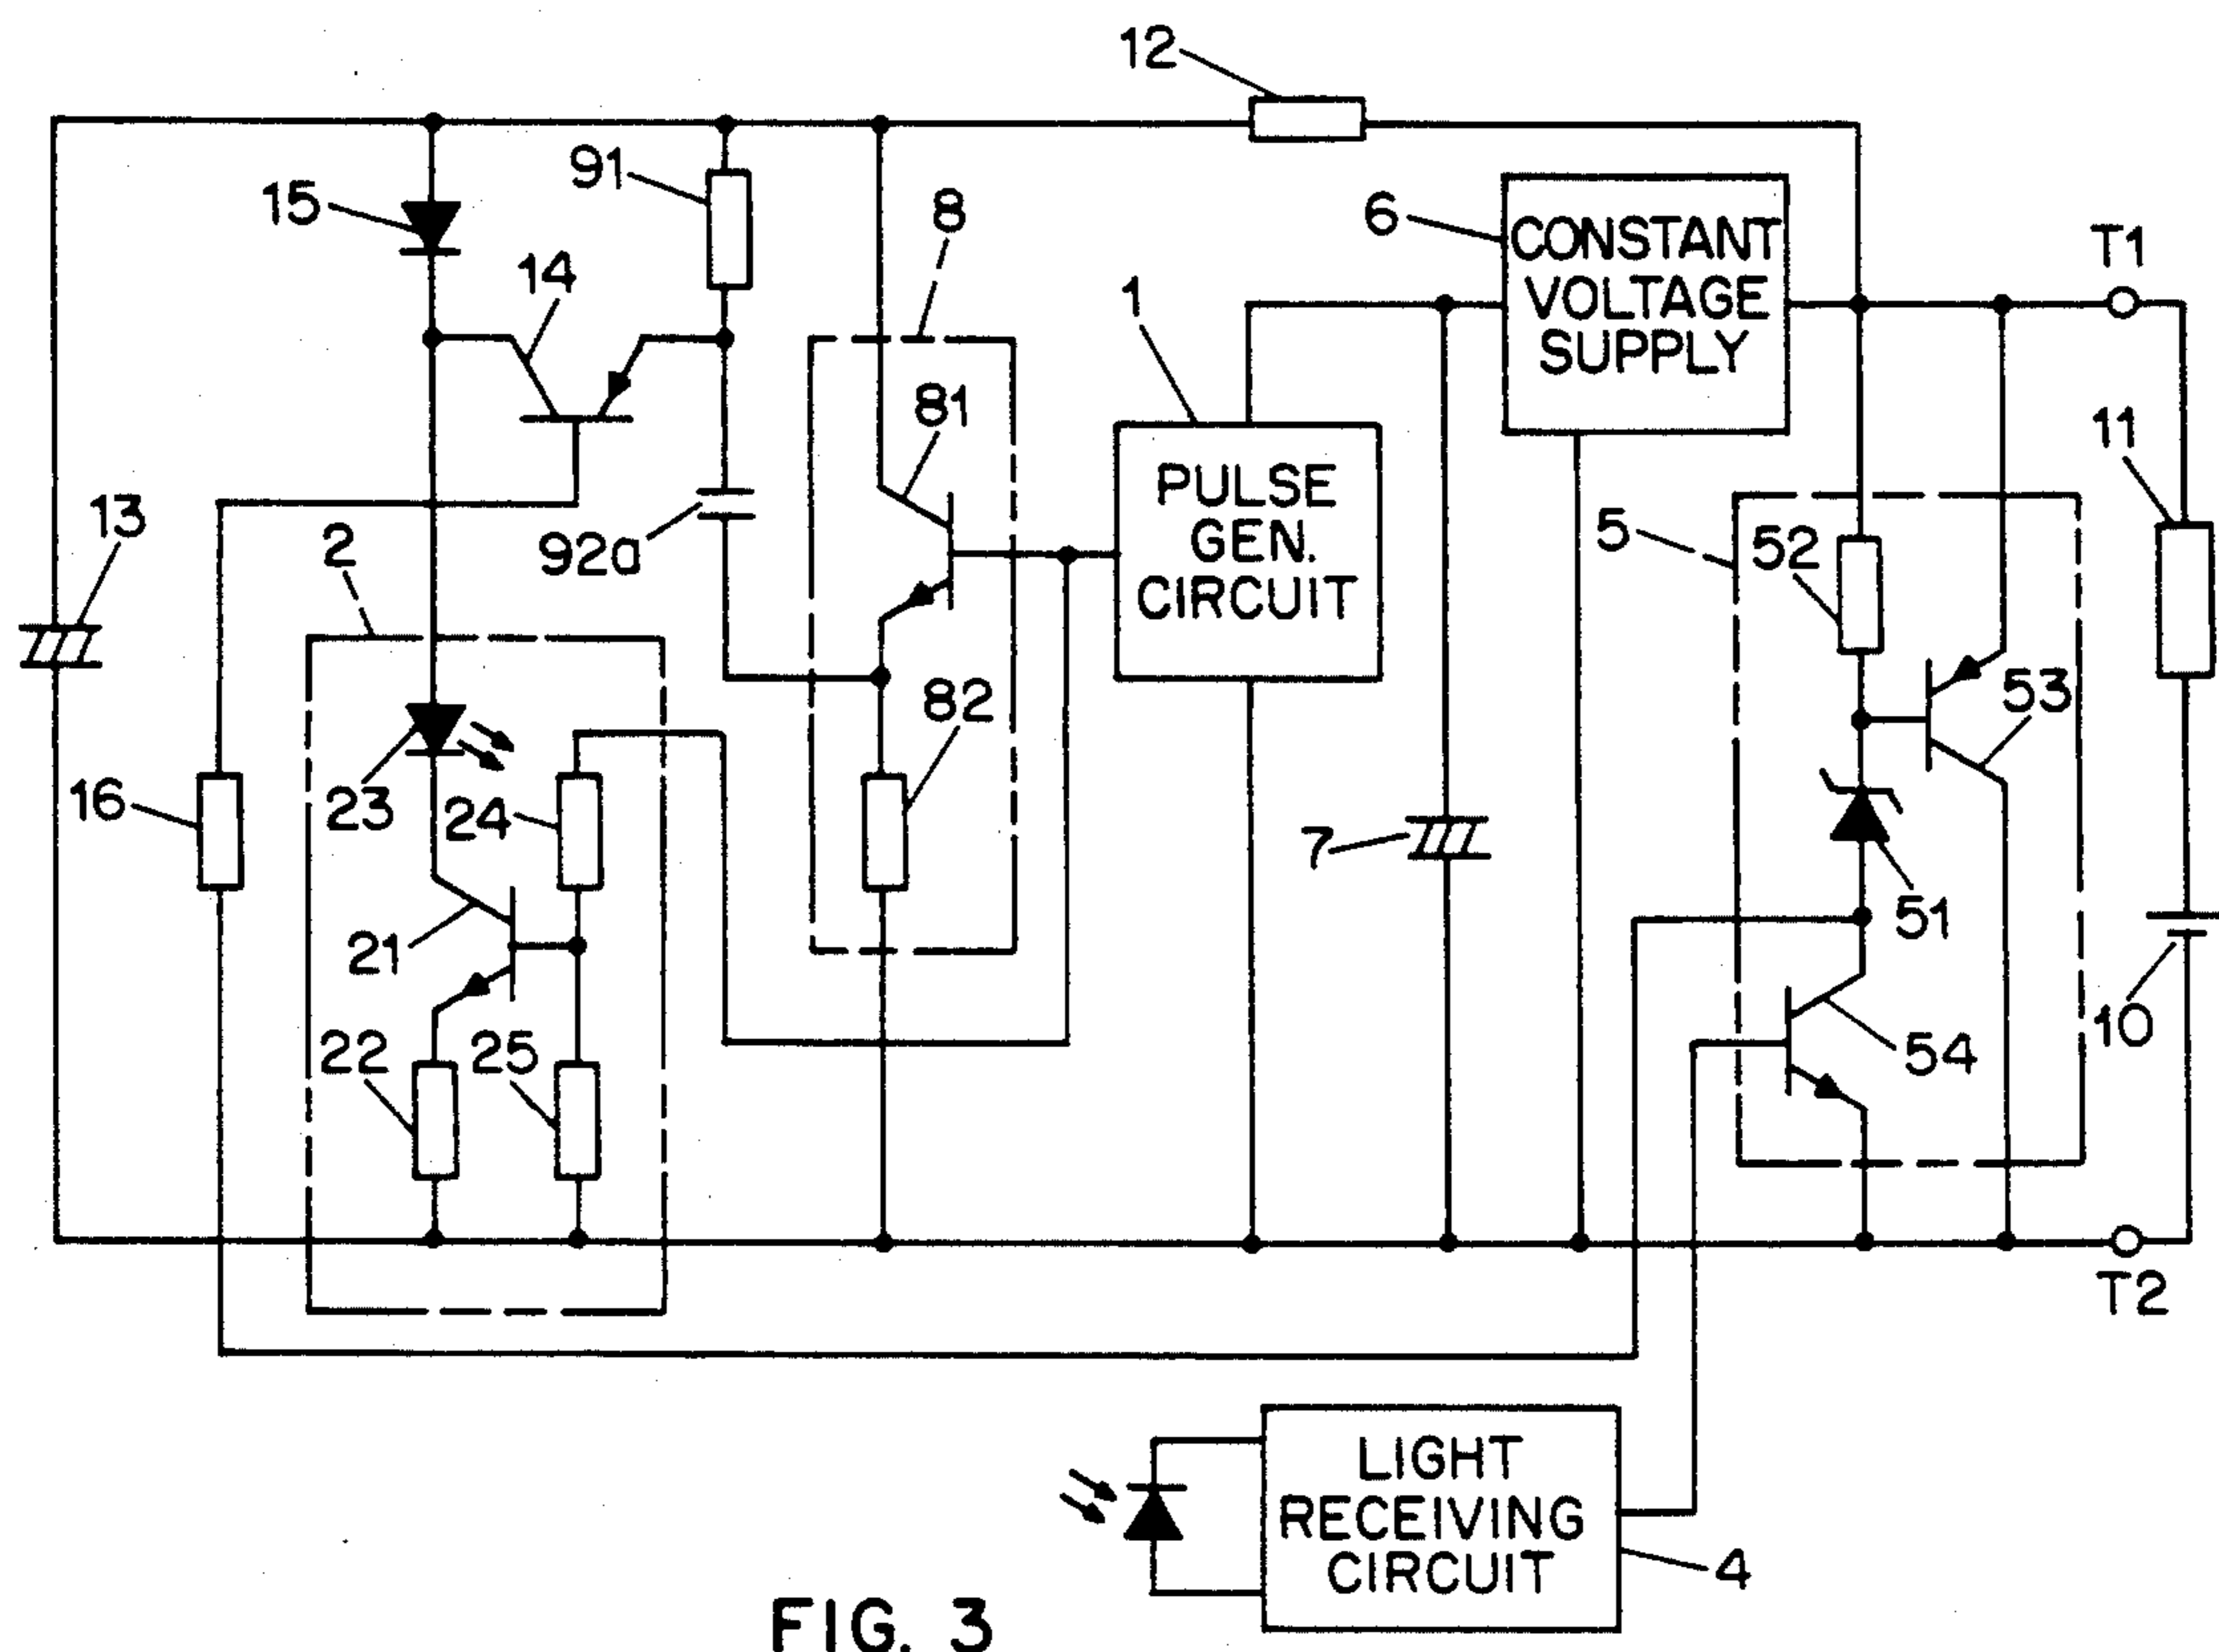 12
91
15
8
6
CONSTANT
VOLTAGE
SUPPLY
T1
14
1
81
11
13
2
92a
PULSE
GEN.
CIRCUIT
5
52
82
53
16
23
24
7
51
21
10
22
25
54
T2
LIGHT
RECEIVING
CIRCUIT
4
FIG. 3